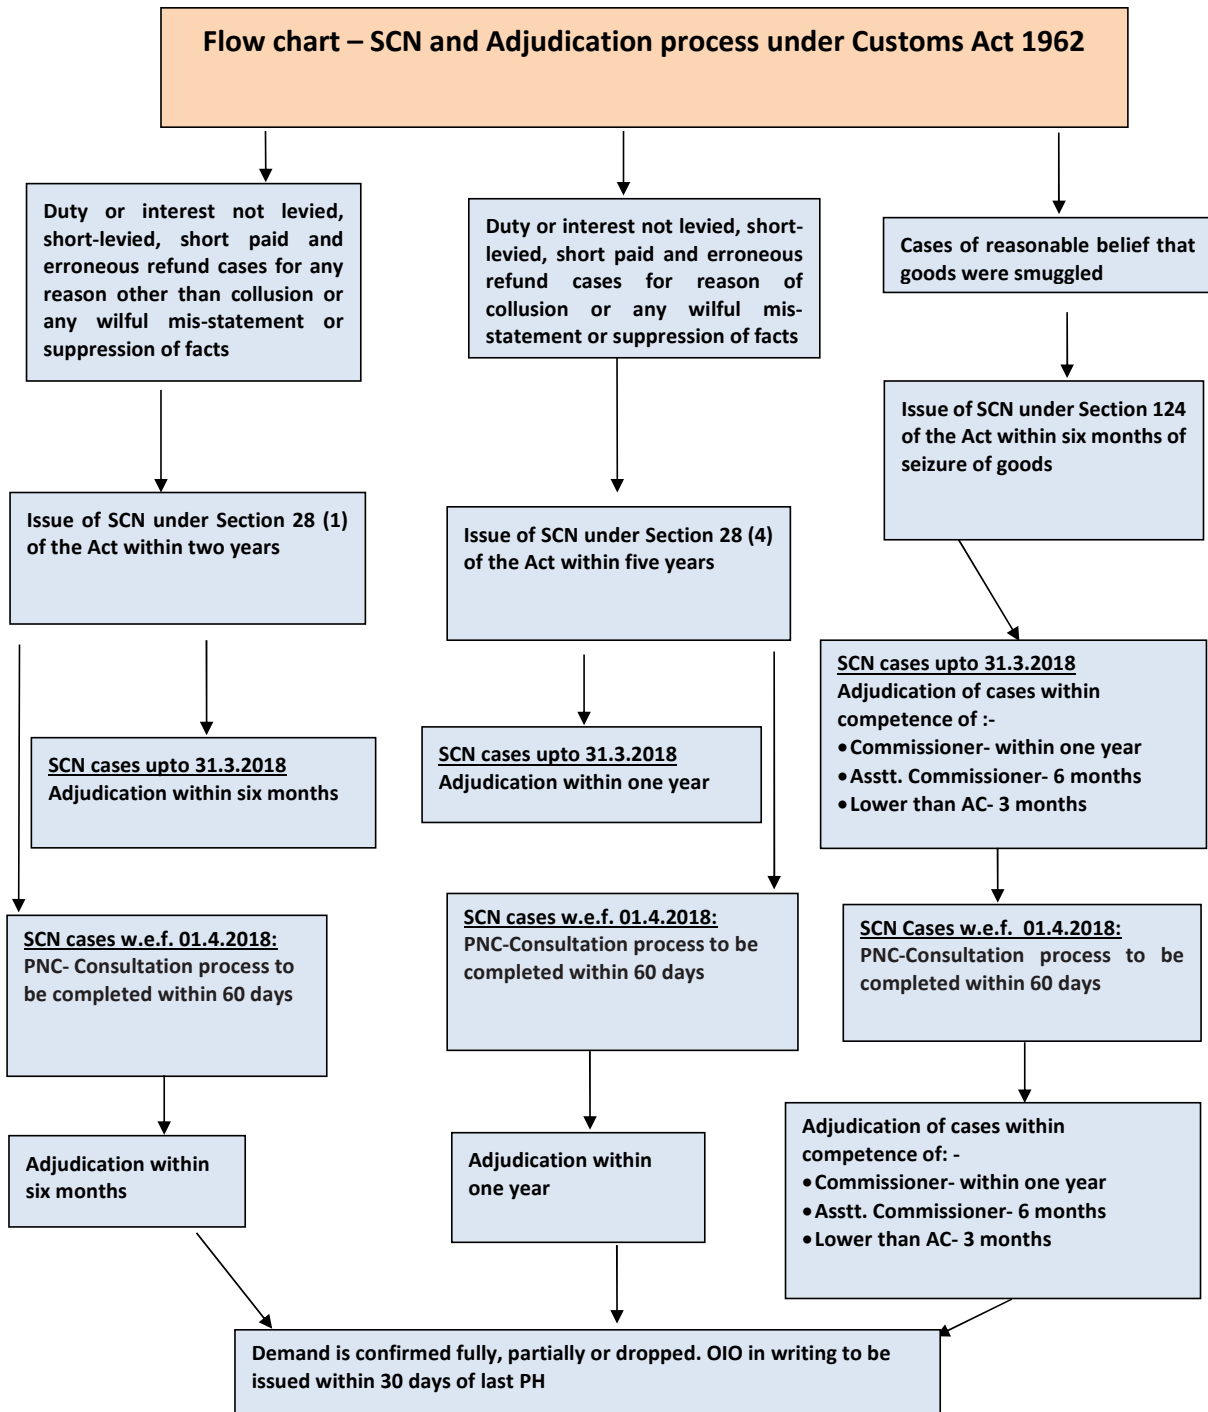 Flow chart – SCN and Adjudication process under Customs Act 1962
Duty or interest not levied,
short-levied, short paid and
erroneous refund cases for any
reason other than collusion or
any wilful mis-statement or
suppression of facts
Duty or interest not levied, short-
levied, short paid and erroneous
refund cases for reason of
collusion or any wilful mis-
statement or suppression of facts
Cases of reasonable belief that
goods were smuggled
Issue of SCN under Section 124
of the Act within six months of
seizure of goods
Issue of SCN under Section 28 (1)
of the Act within two years
Issue of SCN under Section 28 (4)
of the Act within five years
SCN cases upto 31.3.2018
Adjudication within six months
SCN cases upto 31.3.2018
Adjudication within one year
SCN cases upto 31.3.2018
Adjudication of cases within
competence of :-
•Commissioner- within one year
•Asstt. Commissioner- 6 months
•Lower than AC- 3 months
SCN cases w.e.f. 01.4.2018:
PNC- Consultation process to
be completed within 60 days
SCN cases w.e.f. 01.4.2018:
PNC-Consultation process to be
completed within 60 days
SCN Cases w.e.f. 01.4.2018:
PNC-Consultation process to be
completed within 60 days
Adjudication within
six months
Adjudication within
one year
Adjudication of cases within
competence of: -
•Commissioner- within one year
•Asstt. Commissioner- 6 months
•Lower than AC- 3 months
Demand is confirmed fully, partially or dropped. OIO in writing to be
issued within 30 days of last PH